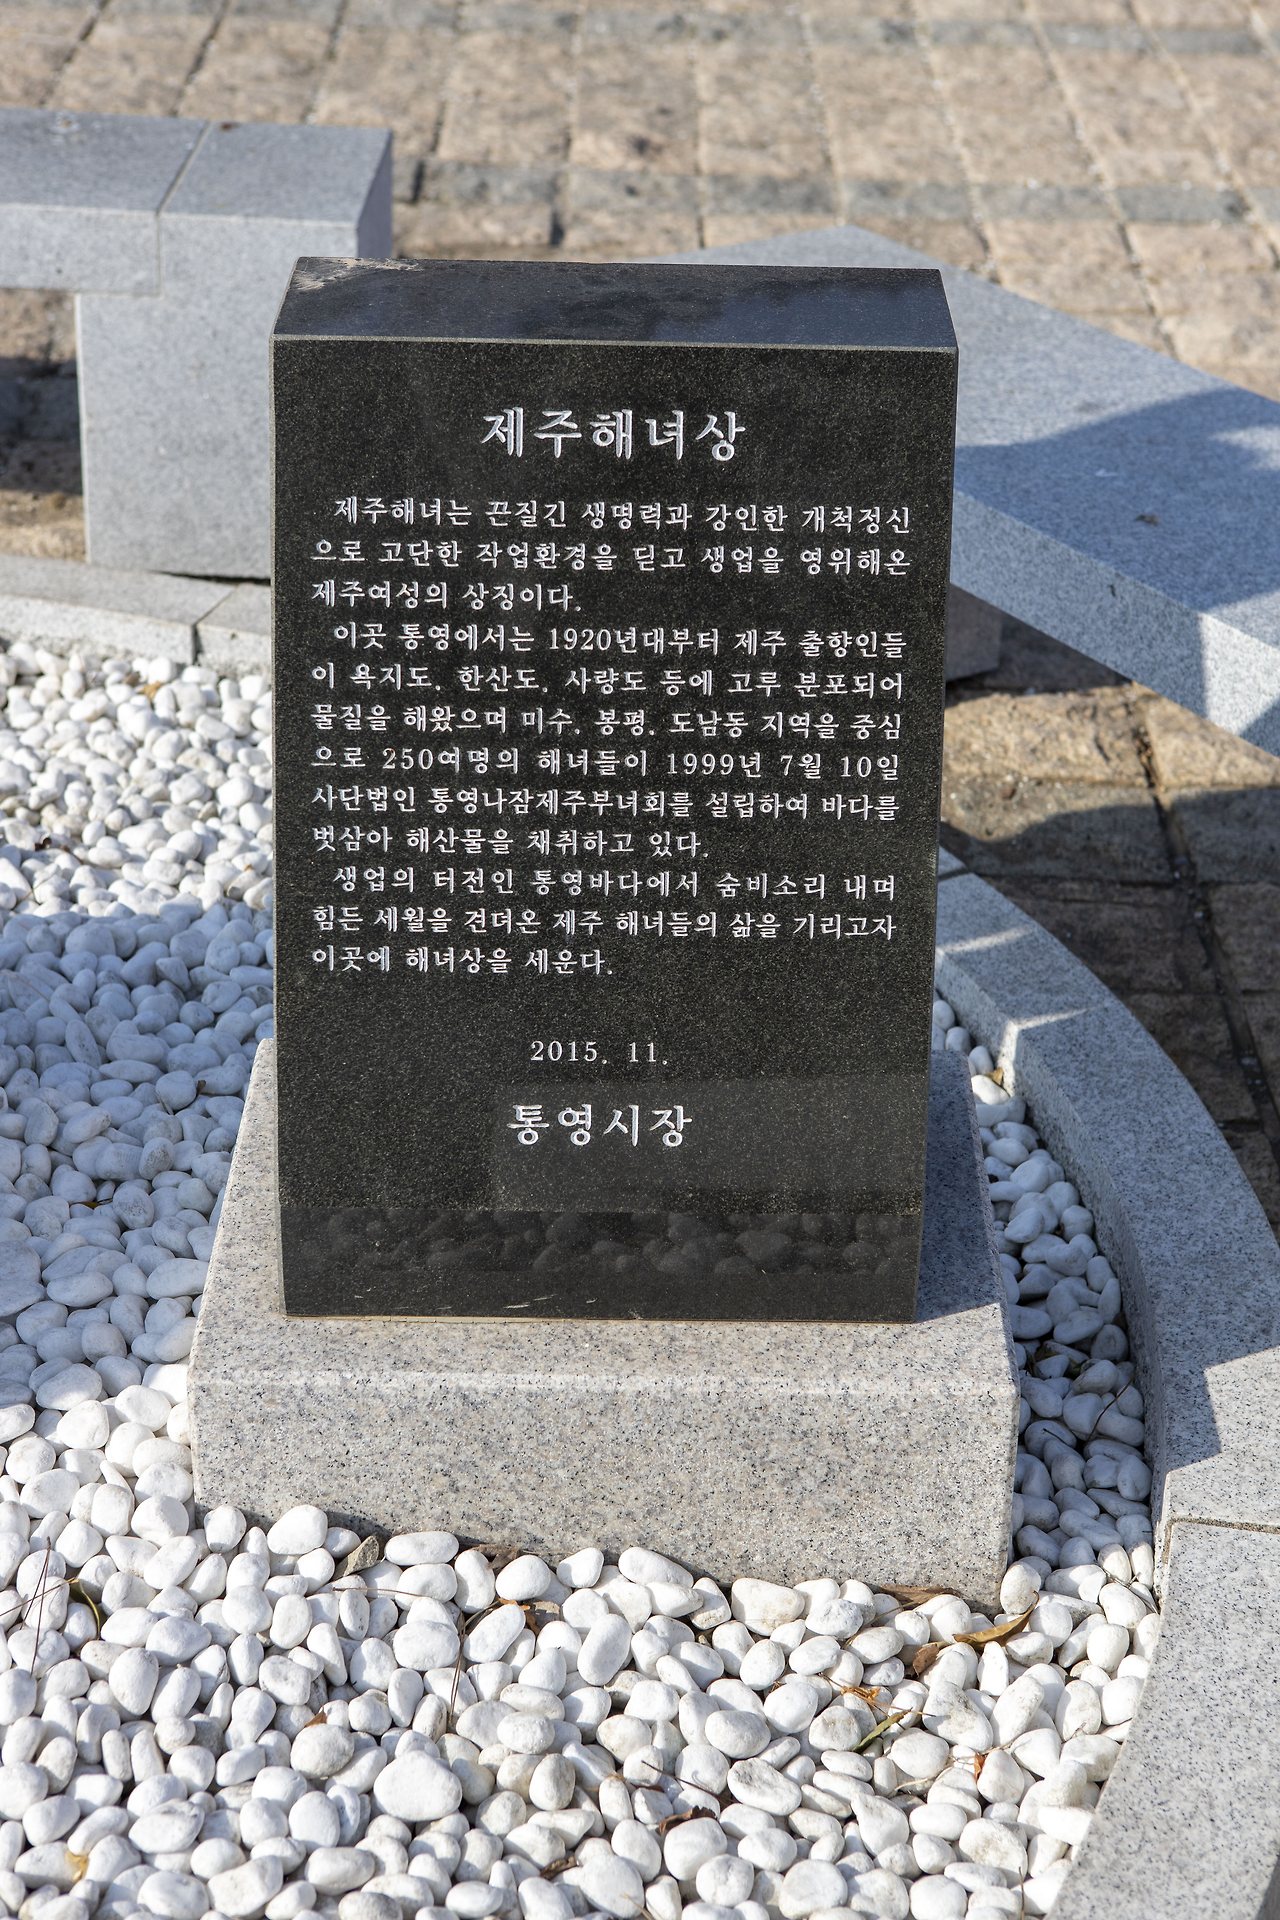 제주해녀상
제주해녀는 끈질긴 생명력과 강인한 개척정신
으로 고단한 작업환경을 딛고 생업을 영위해온
제주여성의 상징이다.
이곳 통영에서는 1920년대부터 제주 출향인들
이 욕지도, 한산도, 사량도 등에 고루 분포되어
물질을 해왔으며 미수, 봉평, 도남동 지역을 중심
으로 250여명의 해녀들이 1999년 7월 10일
사단법인 통영나잠제주부녀회를 설립하여 바다를
벗삼아 해산물을 채취하고 있다.
생업의 터전인 통영바다에서 숨비소리 내며
힘든 세월을 견뎌온 제주 해녀들의 삶을 기리고자
이곳에 해녀상을 세운다.
2015. 11.
통영시장